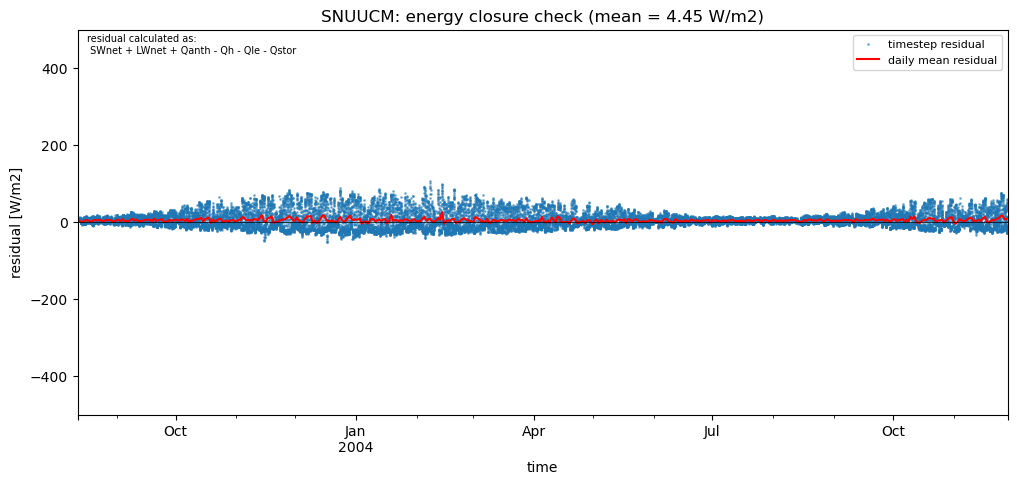 SNUUCM: energy closure check (mean = 4.45 W/m2)
residual calculated as:
SWnet + LWnet + Qanth - Qh - Qle - Qstor
timestep residual
daily mean residual
residual [W/m2]
400
200
0
−200
−400
Oct
Jan
2004
Apr
Jul
Oct
time